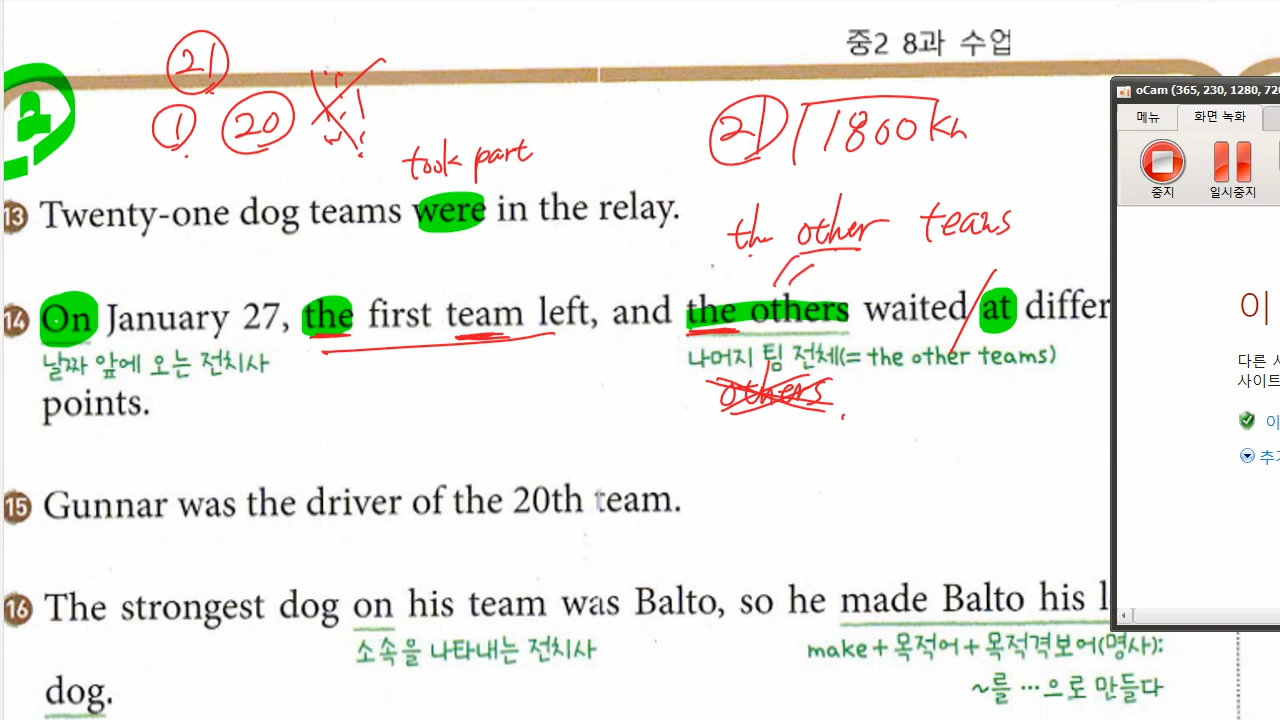 중2 8과 수업
21
2
1 20
21 1800km
took part
13 Twenty-one dog teams were in the relay.
the other teams
14 On January 27, the first team left, and the others waited at differ
날짜 앞에 오는 전치사
나머지 팀 전체(= the other teams)
others
points.
15 Gunnar was the driver of the 20th team.
16 The strongest dog on his team was Balto, so he made Balto his l
소속을 나타내는 전치사
make + 목적어 + 목적격보어(명사):
~를 …으로 만들다
dog.
oCam (365, 230, 1280, 720
메뉴
화면 녹화
중지
일시중지
이
다른 사
사이트
이
추가